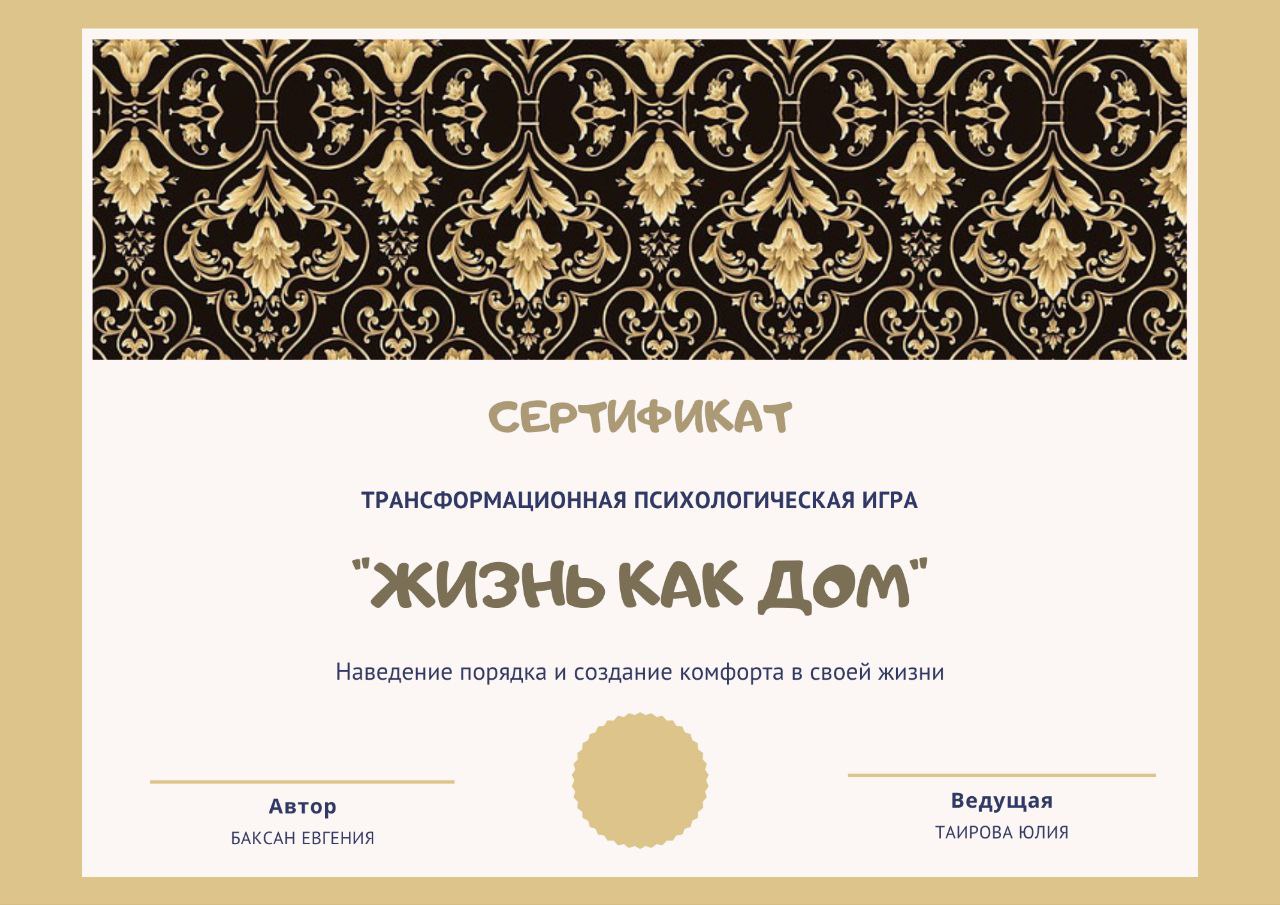 СЕРТИФИКАТ
ТРАНСФОРМАЦИОННАЯ ПСИХОЛОГИЧЕСКАЯ ИГРА
"ЖИЗНЬ КАК ДОМ"
Наведение порядка и создание комфорта в своей жизни
Автор
БАКСАН ЕВГЕНИЯ
Ведущая
ТАИРОВА ЮЛИЯ